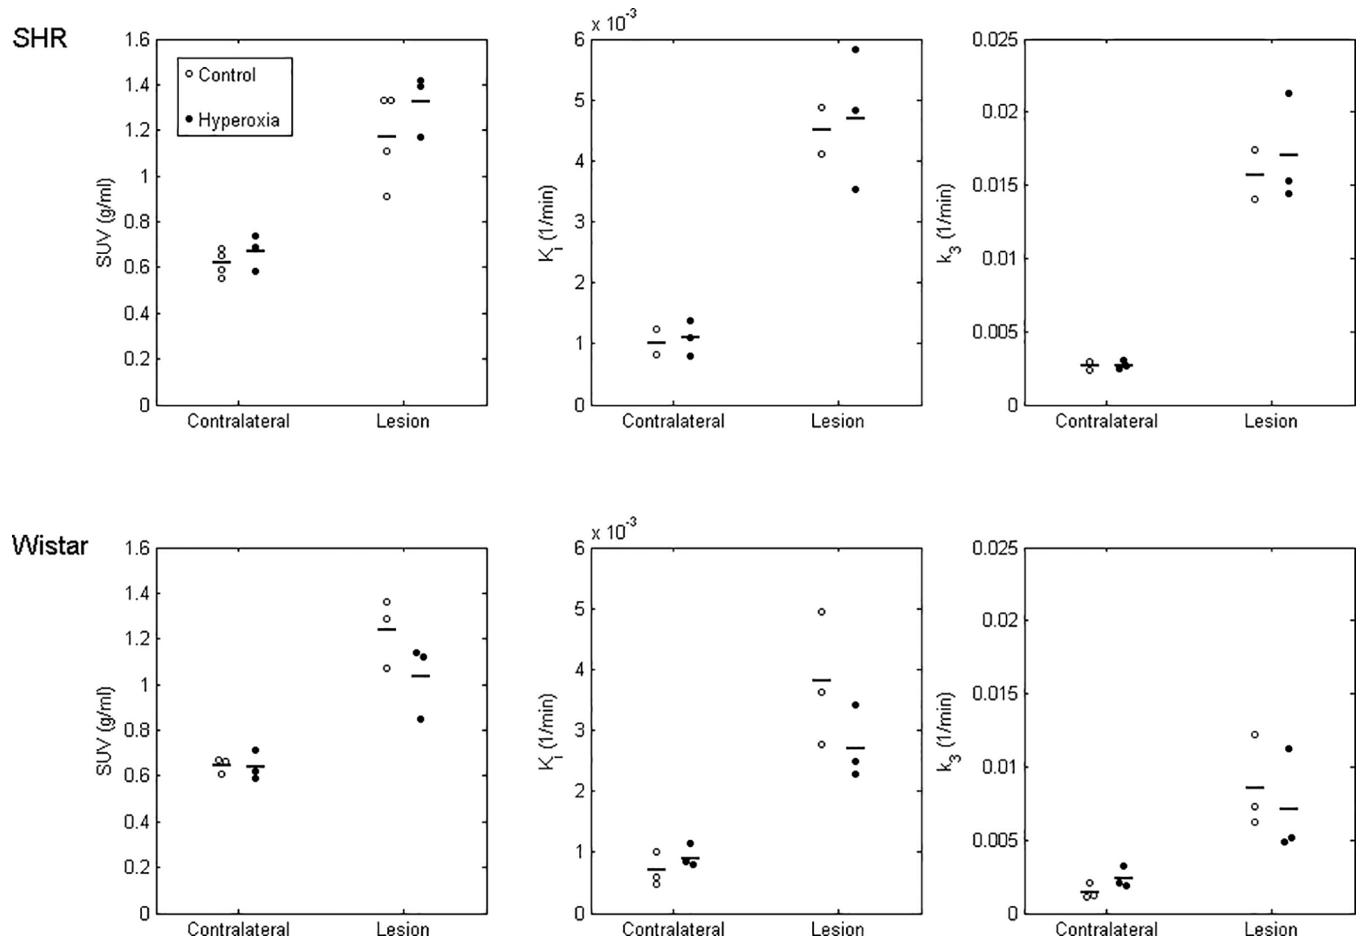 SHR
1.6
1.4
1.2
1
0.8
0.6
0.4
0.2
0
SUV (g/ml)
Control
Hyperoxia
Contralateral Lesion
x 10-3
6
5
4
3
2
1
0
Ki (1/min)
Contralateral Lesion
0.025
0.02
0.015
0.01
0.005
0
k3 (1/min)
Contralateral Lesion
Wistar
1.6
1.4
1.2
1
0.8
0.6
0.4
0.2
0
SUV (g/ml)
Contralateral Lesion
x 10-3
6
5
4
3
2
1
0
Ki (1/min)
Contralateral Lesion
0.025
0.02
0.015
0.01
0.005
0
k3 (1/min)
Contralateral Lesion